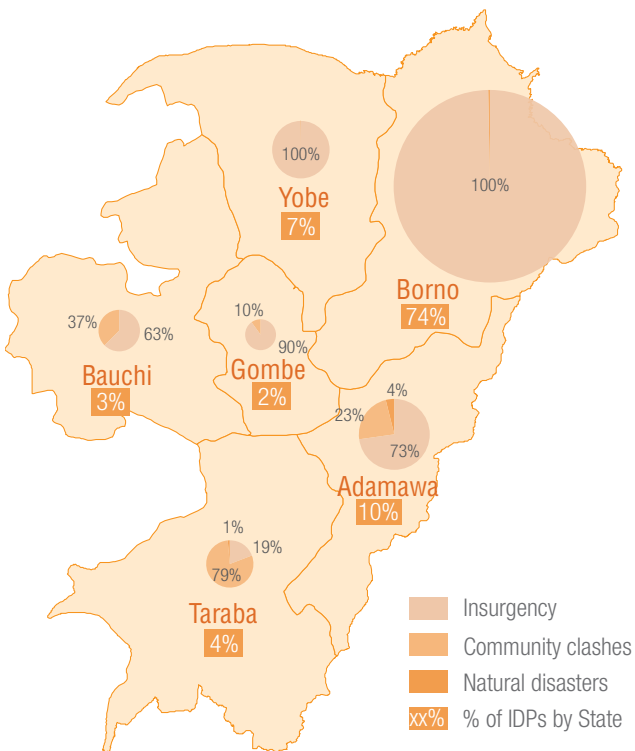 100%
Yobe
7%
100%
Borno
74%
37%
63%
Bauchi
3%
10%
90%
Gombe
2%
4%
23%
73%
Adamawa
10%
1%
19%
79%
Taraba
4%
Insurgency
Community clashes
Natural disasters
xx% % of IDPs by State